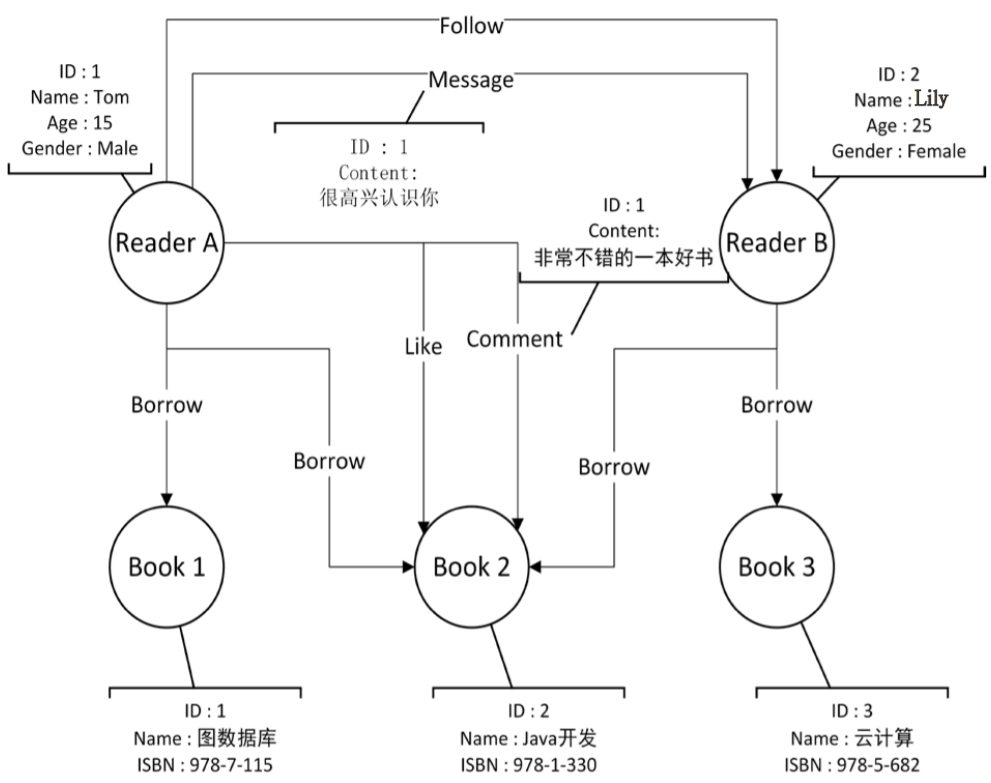 Follow
Message
ID : 1
Name : Tom
Age : 15
Gender : Male
ID : 2
Name : Lily
Age : 25
Gender : Female
ID : 1
Content:
很高兴认识你
ID : 1
Content:
非常不错的一本好书
Reader A
Reader B
Like
Comment
Borrow
Borrow
Borrow
Borrow
Book 1
Book 2
Book 3
ID : 1
Name : 图数据库
ISBN : 978-7-115
ID : 2
Name : Java开发
ISBN : 978-1-330
ID : 3
Name : 云计算
ISBN : 978-5-682